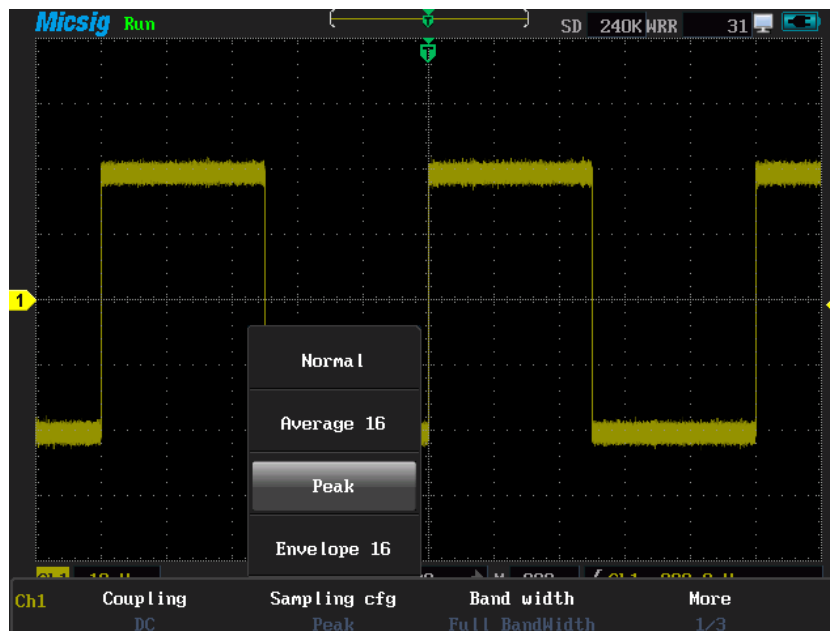 Micsig Run SD 240K WRR 31
T
T
1
Normal
Average 16
Peak
Envelope 16
Ch1
Ch1 Coupling Sampling cfg Band width More
DC Peak Full BandWidth 1/3